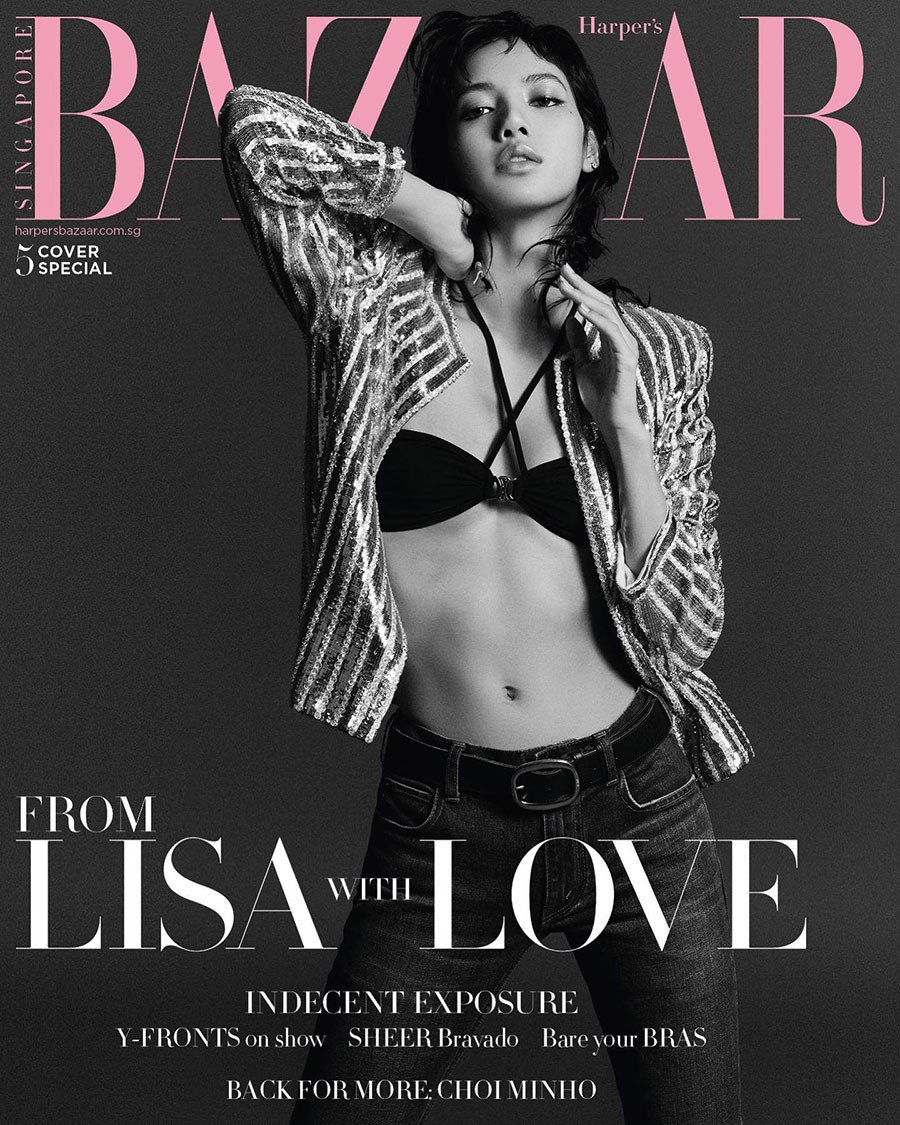 Harper's
BAZAAR
SINGAPORE
harpersbazaar.com.sg
5 COVER
SPECIAL
FROM
LISA WITH LOVE
INDECENT EXPOSURE
Y-FRONTS on show SHEER Bravado Bare your BRAS
BACK FOR MORE: CHOI MINHO